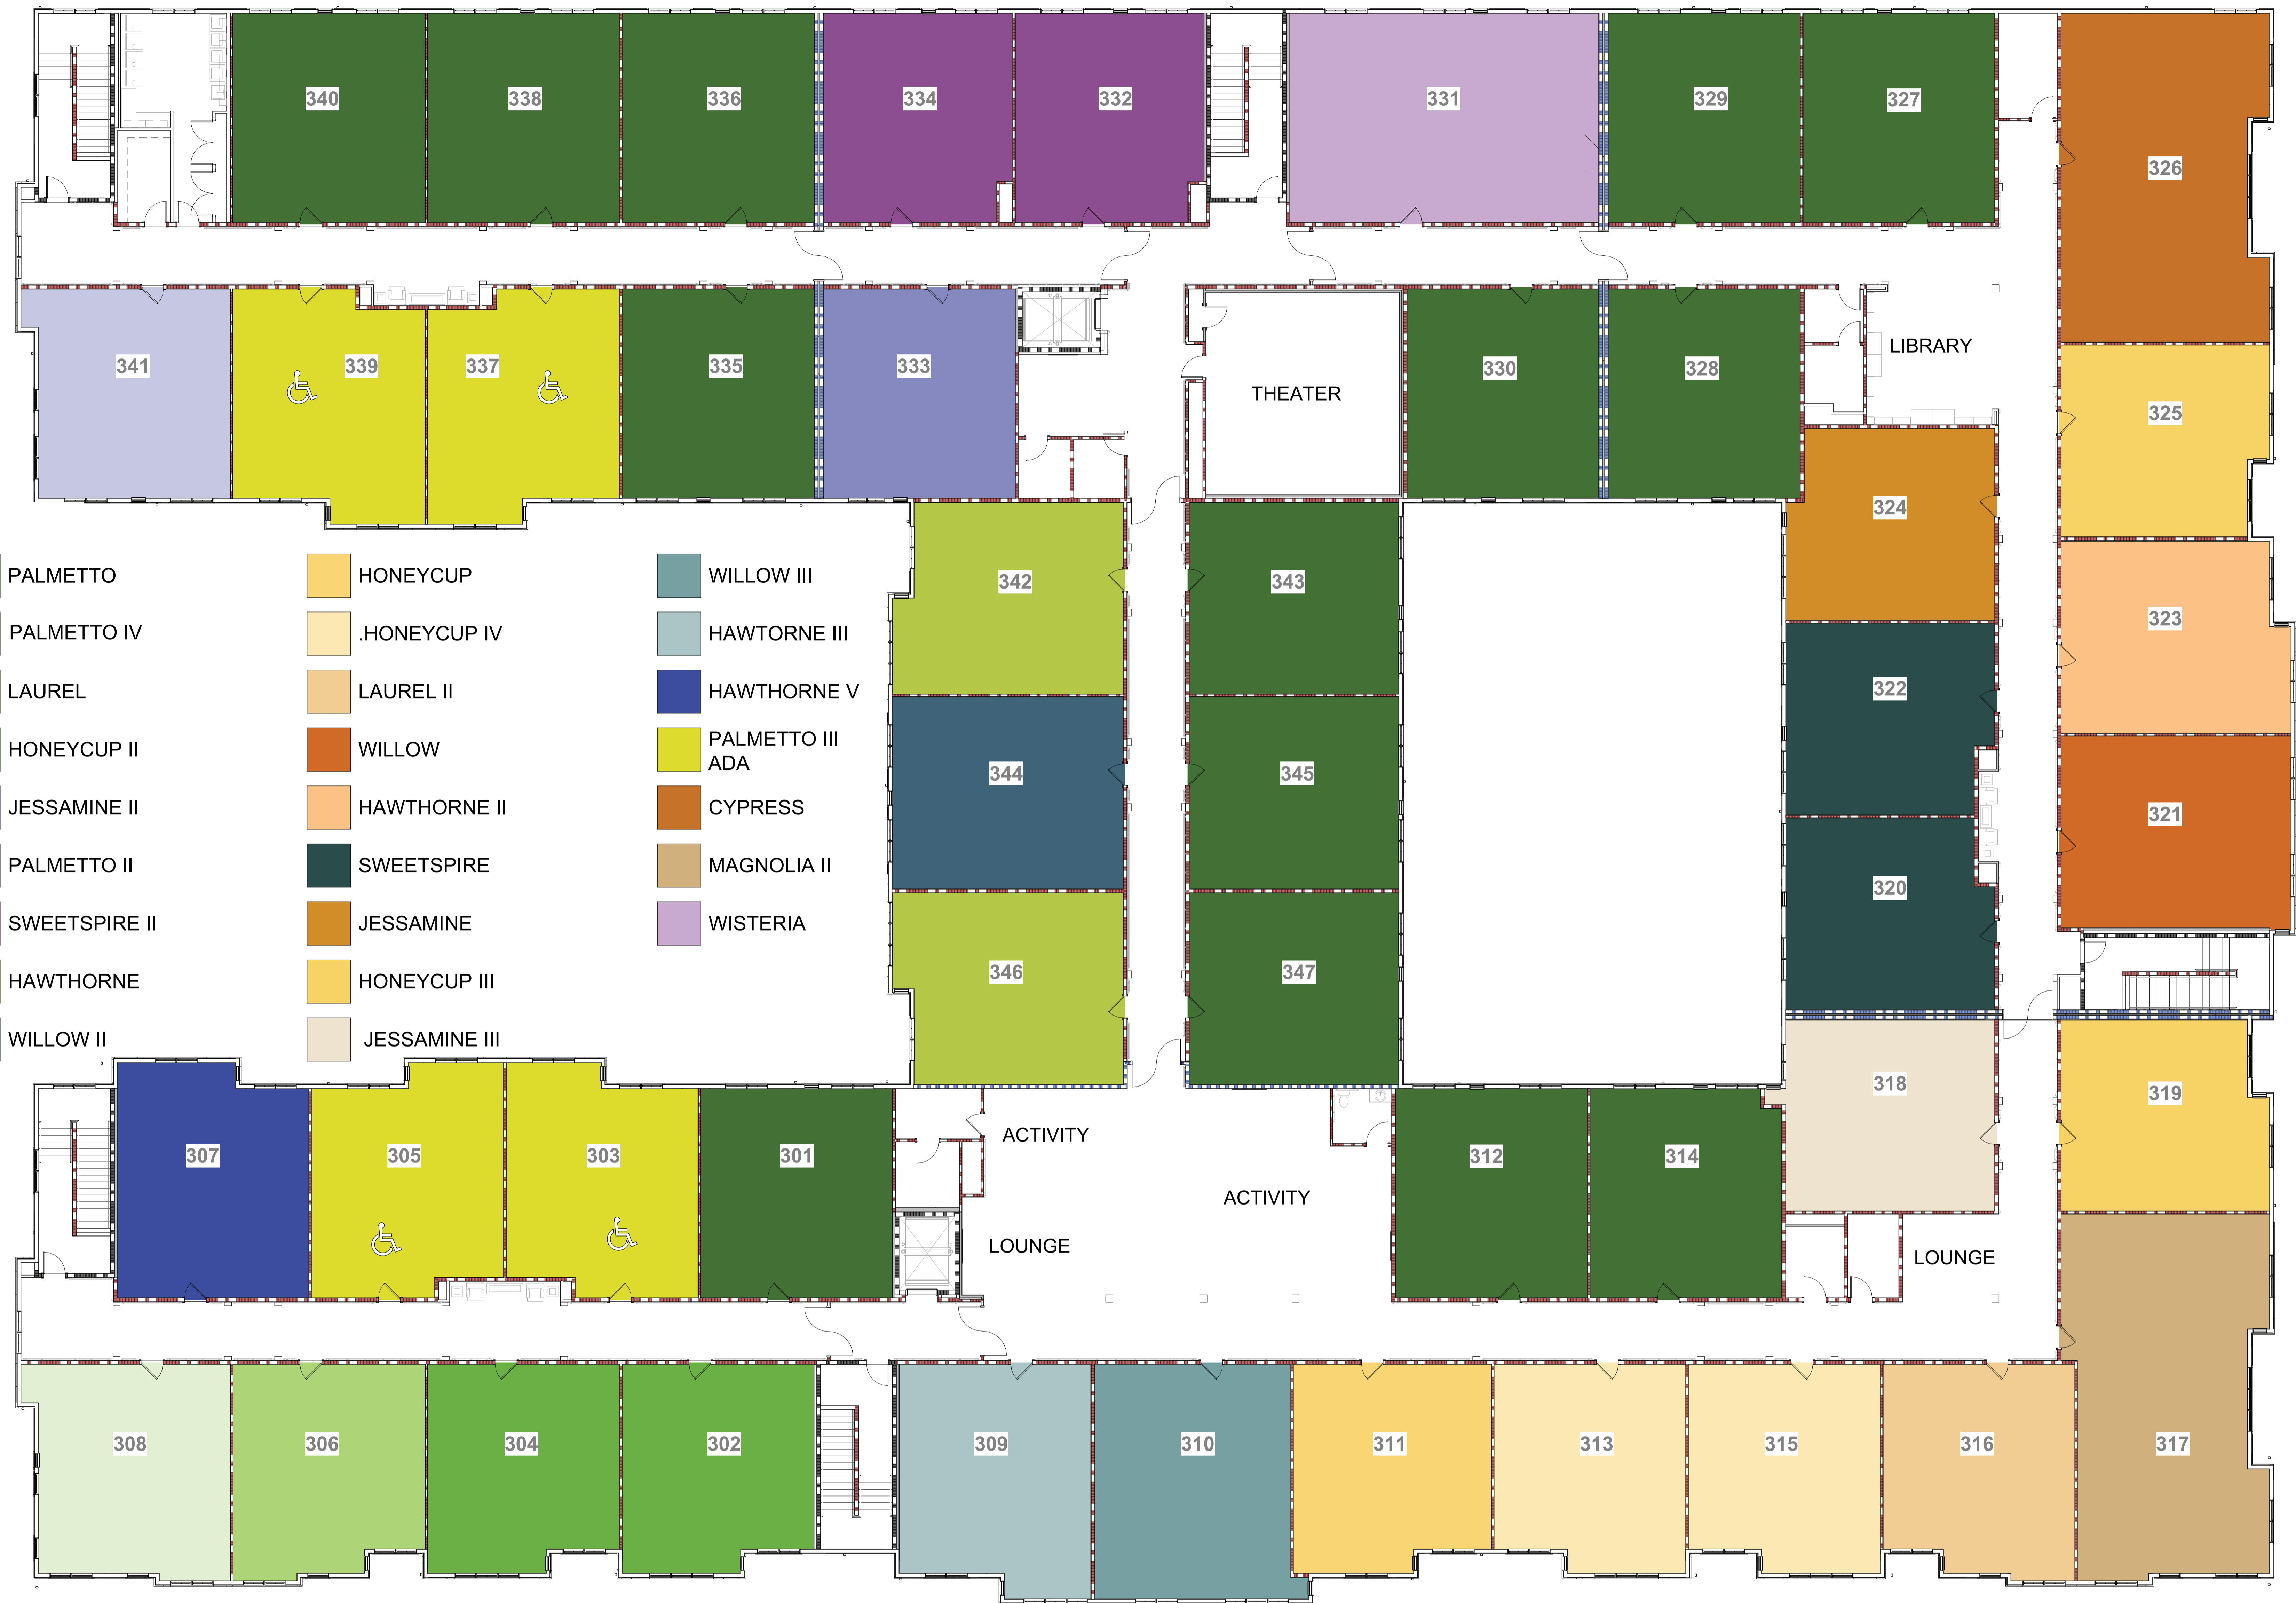 340
338
336
334
332
331
329
327
326
341
339
337
335
333
THEATER
330
328
LIBRARY
325
324
342
343
323
322
344
345
321
320
346
347
PALMETTO
PALMETTO IV
LAUREL
HONEYCUP II
JESSAMINE II
PALMETTO II
SWEETSPIRE II
HAWTHORNE
WILLOW II
HONEYCUP
.HONEYCUP IV
LAUREL II
WILLOW
HAWTHORNE II
SWEETSPIRE
JESSAMINE
HONEYCUP III
JESSAMINE III
WILLOW III
HAWTORNE III
HAWTHORNE V
PALMETTO III
ADA
CYPRESS
MAGNOLIA II
WISTERIA
307
305
303
301
ACTIVITY
ACTIVITY
LOUNGE
312
314
318
319
LOUNGE
308
306
304
302
309
310
311
313
315
316
317